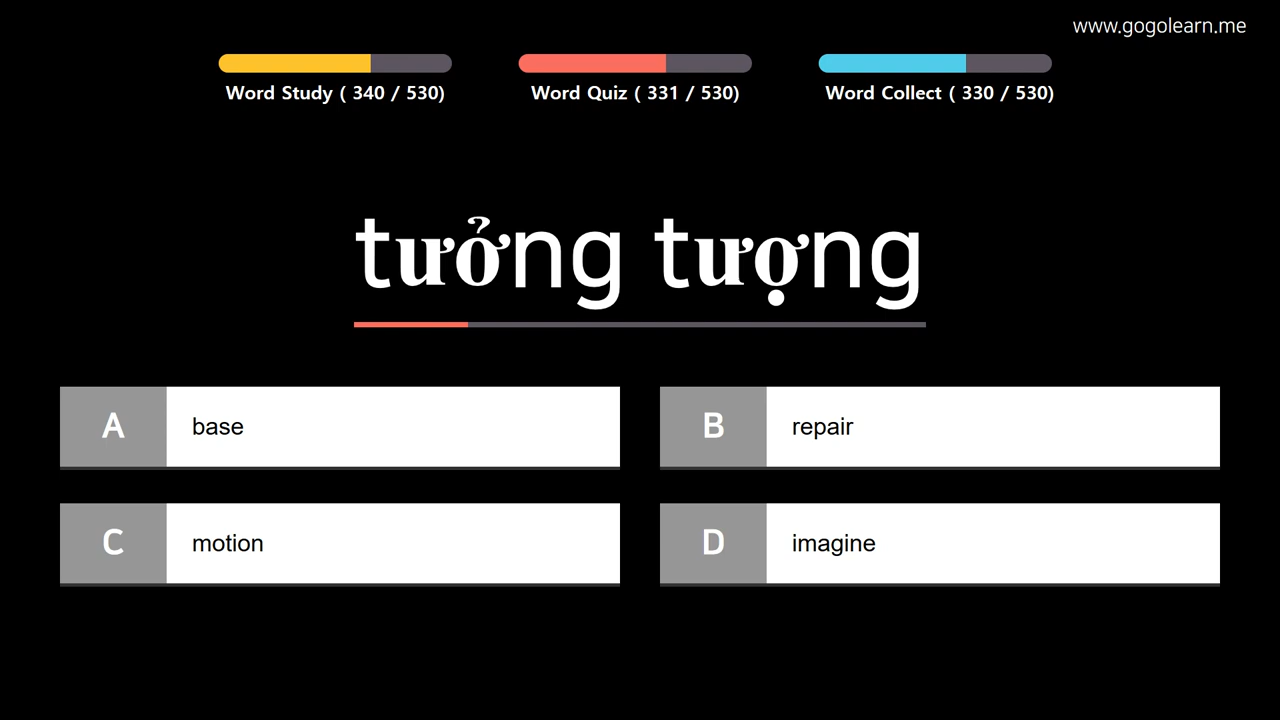 www.gogolearn.me
Word Study ( 340 / 530)
Word Quiz ( 331 / 530)
Word Collect ( 330 / 530)
tưởng tượng
A base
B repair
C motion
D imagine